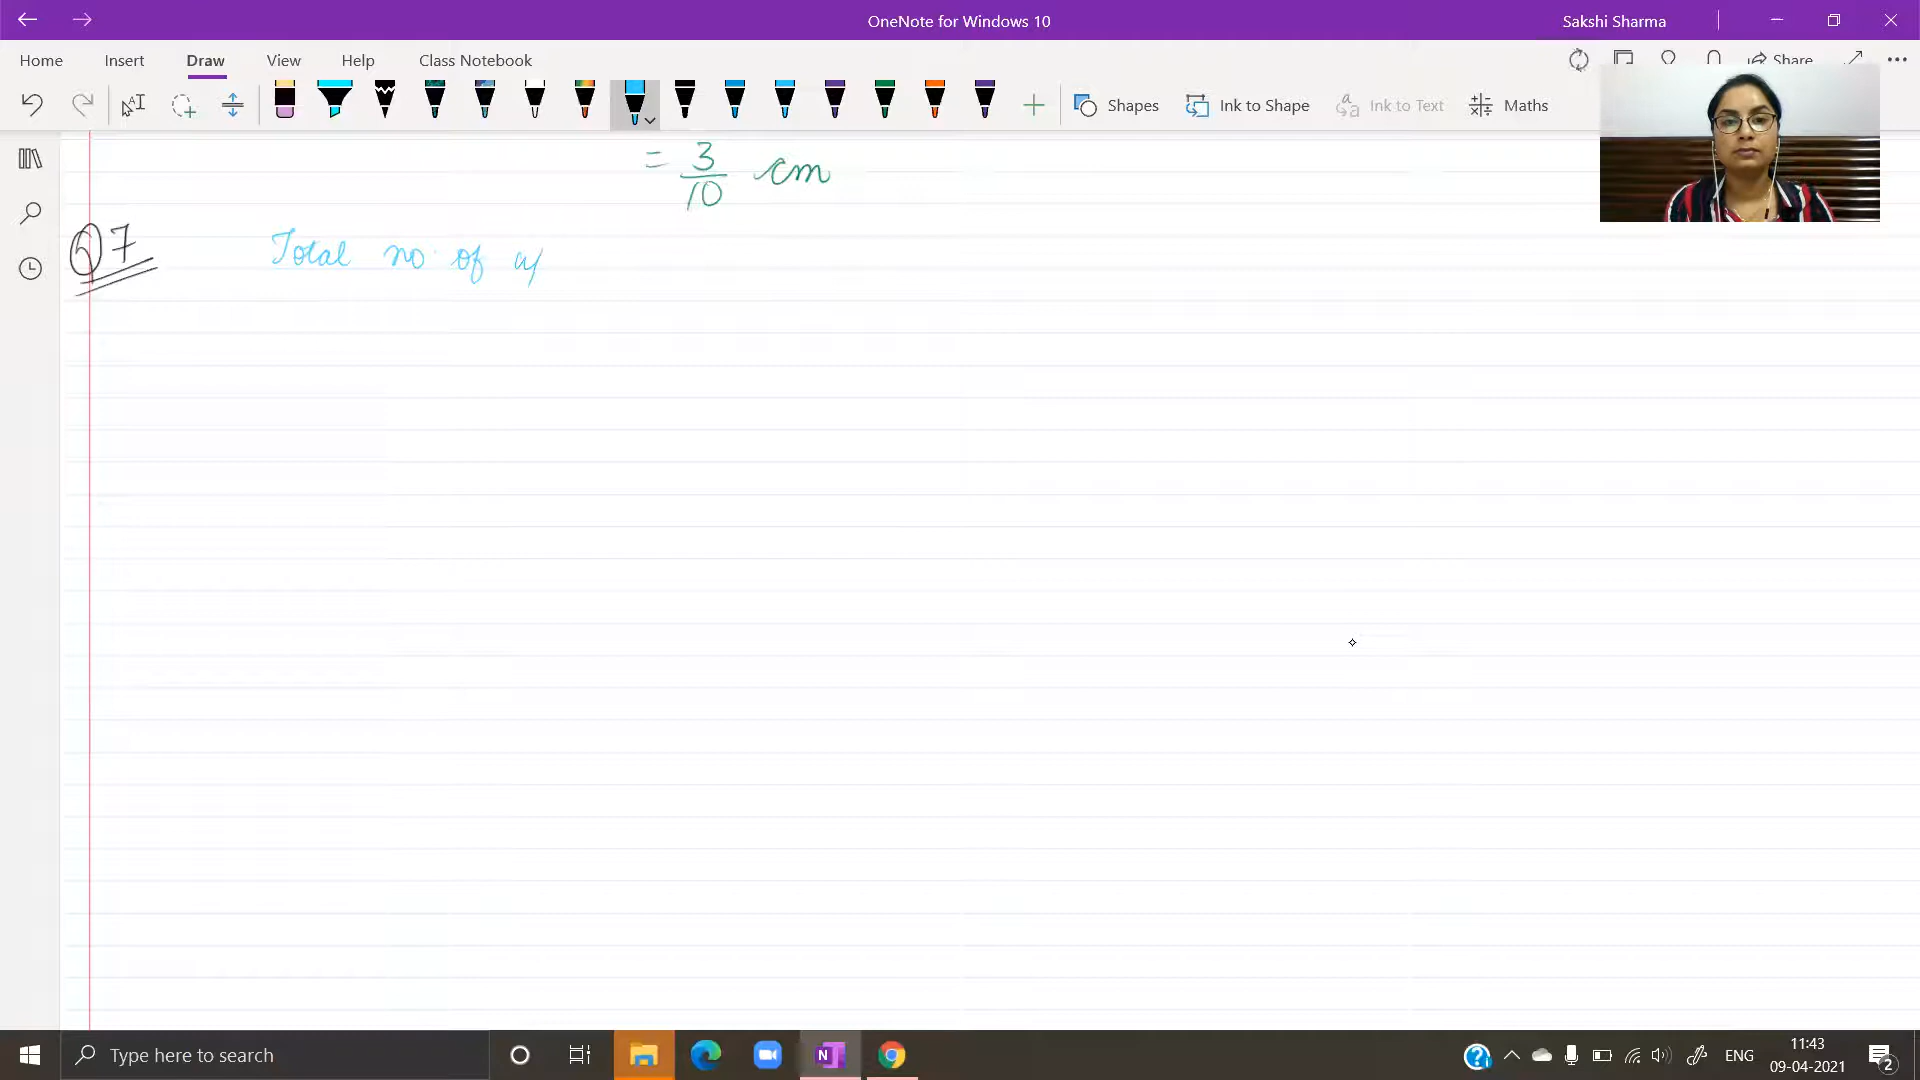 OneNote for Windows 10
Sakshi Sharma
Home Insert Draw View Help Class Notebook
Share
Shapes Ink to Shape Ink to Text Maths
= 3/10 cm
Q7 Total no. of
Type here to search
ENG
11:43
09-04-2021
2